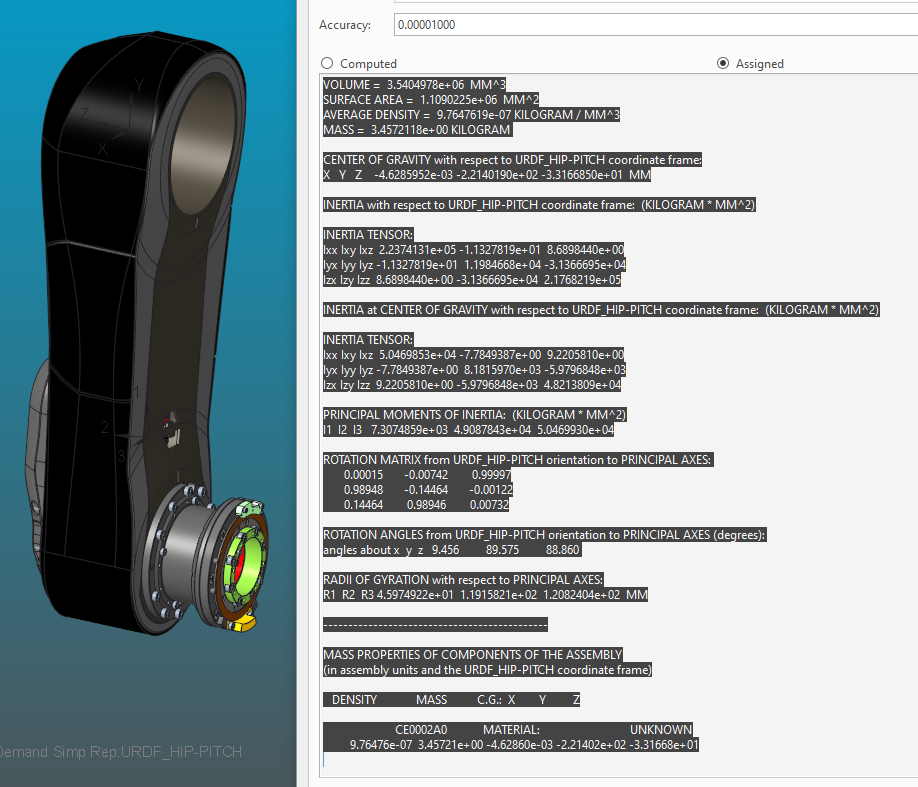 Accuracy: 0.00001000
Computed Assigned
VOLUME = 3.5404978e+06 MM^3
SURFACE AREA = 1.1090225e+06 MM^2
AVERAGE DENSITY = 9.7647619e-07 KILOGRAM / MM^3
MASS = 3.4572118e+00 KILOGRAM
CENTER OF GRAVITY with respect to URDF_HIP-PITCH coordinate frame:
X Y Z -4.6285952e-03 -2.2140190e+02 -3.3166850e+01 MM
INERTIA with respect to URDF_HIP-PITCH coordinate frame: (KILOGRAM * MM^2)
INERTIA TENSOR:
Ixx Ixy Ixz 2.2374131e+05 -1.1327819e+01 8.6898440e+00
Iyx Iyy Iyz -1.1327819e+01 1.1984668e+04 -3.1366695e+04
Izx Izy Izz 8.6898440e+00 -3.1366695e+04 2.1768219e+05
INERTIA at CENTER OF GRAVITY with respect to URDF_HIP-PITCH coordinate frame: (KILOGRAM * MM^2)
INERTIA TENSOR:
Ixx Ixy Ixz 5.0469853e+04 -7.7849387e+00 9.2205810e+00
Iyx Iyy Iyz -7.7849387e+00 8.1815970e+03 -5.9796848e+03
Izx Izy Izz 9.2205810e+00 -5.9796848e+03 4.8213809e+04
PRINCIPAL MOMENTS OF INERTIA: (KILOGRAM * MM^2)
I1 I2 I3 7.3074859e+03 4.9087843e+04 5.0469930e+04
ROTATION MATRIX from URDF_HIP-PITCH orientation to PRINCIPAL AXES:
0.00015 -0.00742 0.99997
0.98948 -0.14464 -0.00122
0.14464 0.98946 0.00732
ROTATION ANGLES from URDF_HIP-PITCH orientation to PRINCIPAL AXES (degrees):
angles about x y z 9.456 89.575 88.860
RADII OF GYRATION with respect to PRINCIPAL AXES:
R1 R2 R3 4.5974922e+01 1.1915821e+02 1.2082404e+02 MM
---------------------------------------------
MASS PROPERTIES OF COMPONENTS OF THE ASSEMBLY
(in assembly units and the URDF_HIP-PITCH coordinate frame)
DENSITY MASS C.G.: X Y Z
CE0002A0 MATERIAL: UNKNOWN
9.76476e-07 3.45721e+00 -4.62860e-03 -2.21402e+02 -3.31668e+01
Y
Z
X
1
2
3
Demand Simp Rep:URDF_HIP-PITCH